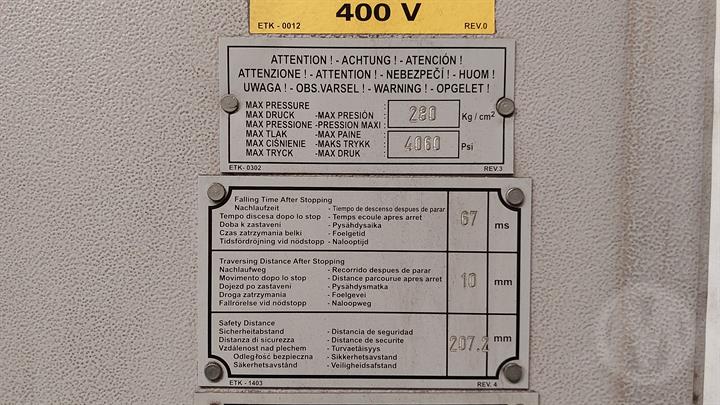 400 V
ETK - 0012 REV.0
ATTENTION ! - ACHTUNG ! - ATENCIÓN !
ATTENZIONE ! - ATTENTION ! - NEBEZPEČÍ ! - HUOM !
UWAGA ! - OBS.VARSEL ! - WARNING ! - OPGELET !
MAX PRESSURE
MAX DRUCK -MAX PRESIÓN :
MAX PRESSIONE -PRESSION MAXI : 280 Kg / cm²
MAX TLAK -MAX PAINE :
MAX CIŚNIENIE -MAKS TRYKK : 4060 Psi
MAX TRYCK -MAX DRUK :
ETK- 0302 REV.3
Falling Time After Stopping
Nachlaufzeit - Tiempo de descenso despues de parar
Tempo discesa dopo lo stop - Temps ecoule apres arret
Doba k zastaveni - Pysähdysaika
Czas zatrzymania belki - Foelgetid
Tidsfördröjning vid nödstopp - Nalooptijd
67 ms
Traversing Distance After Stopping
Nachlaufweg - Recorrido despues de parar
Movimento dopo lo stop - Distance parcourue apres arret
Dojezd po zastaveni - Pysähdysmatka
Droga zatrzymania - Foelgevei
Fallrörelse vid nödstopp - Naloopweg
10 mm
Safety Distance
Sicherheitabstand - Distancia de seguridad
Distanza di sicurezza - Distance de securite
Vzdálenost nad plechem - Turvaetäisyys
Odległość bezpieczna - Sikkerhetsavstand
Säkerhetsavstånd - Veiligheidsafstand
207.2 mm
ETK - 1403 REV. 4